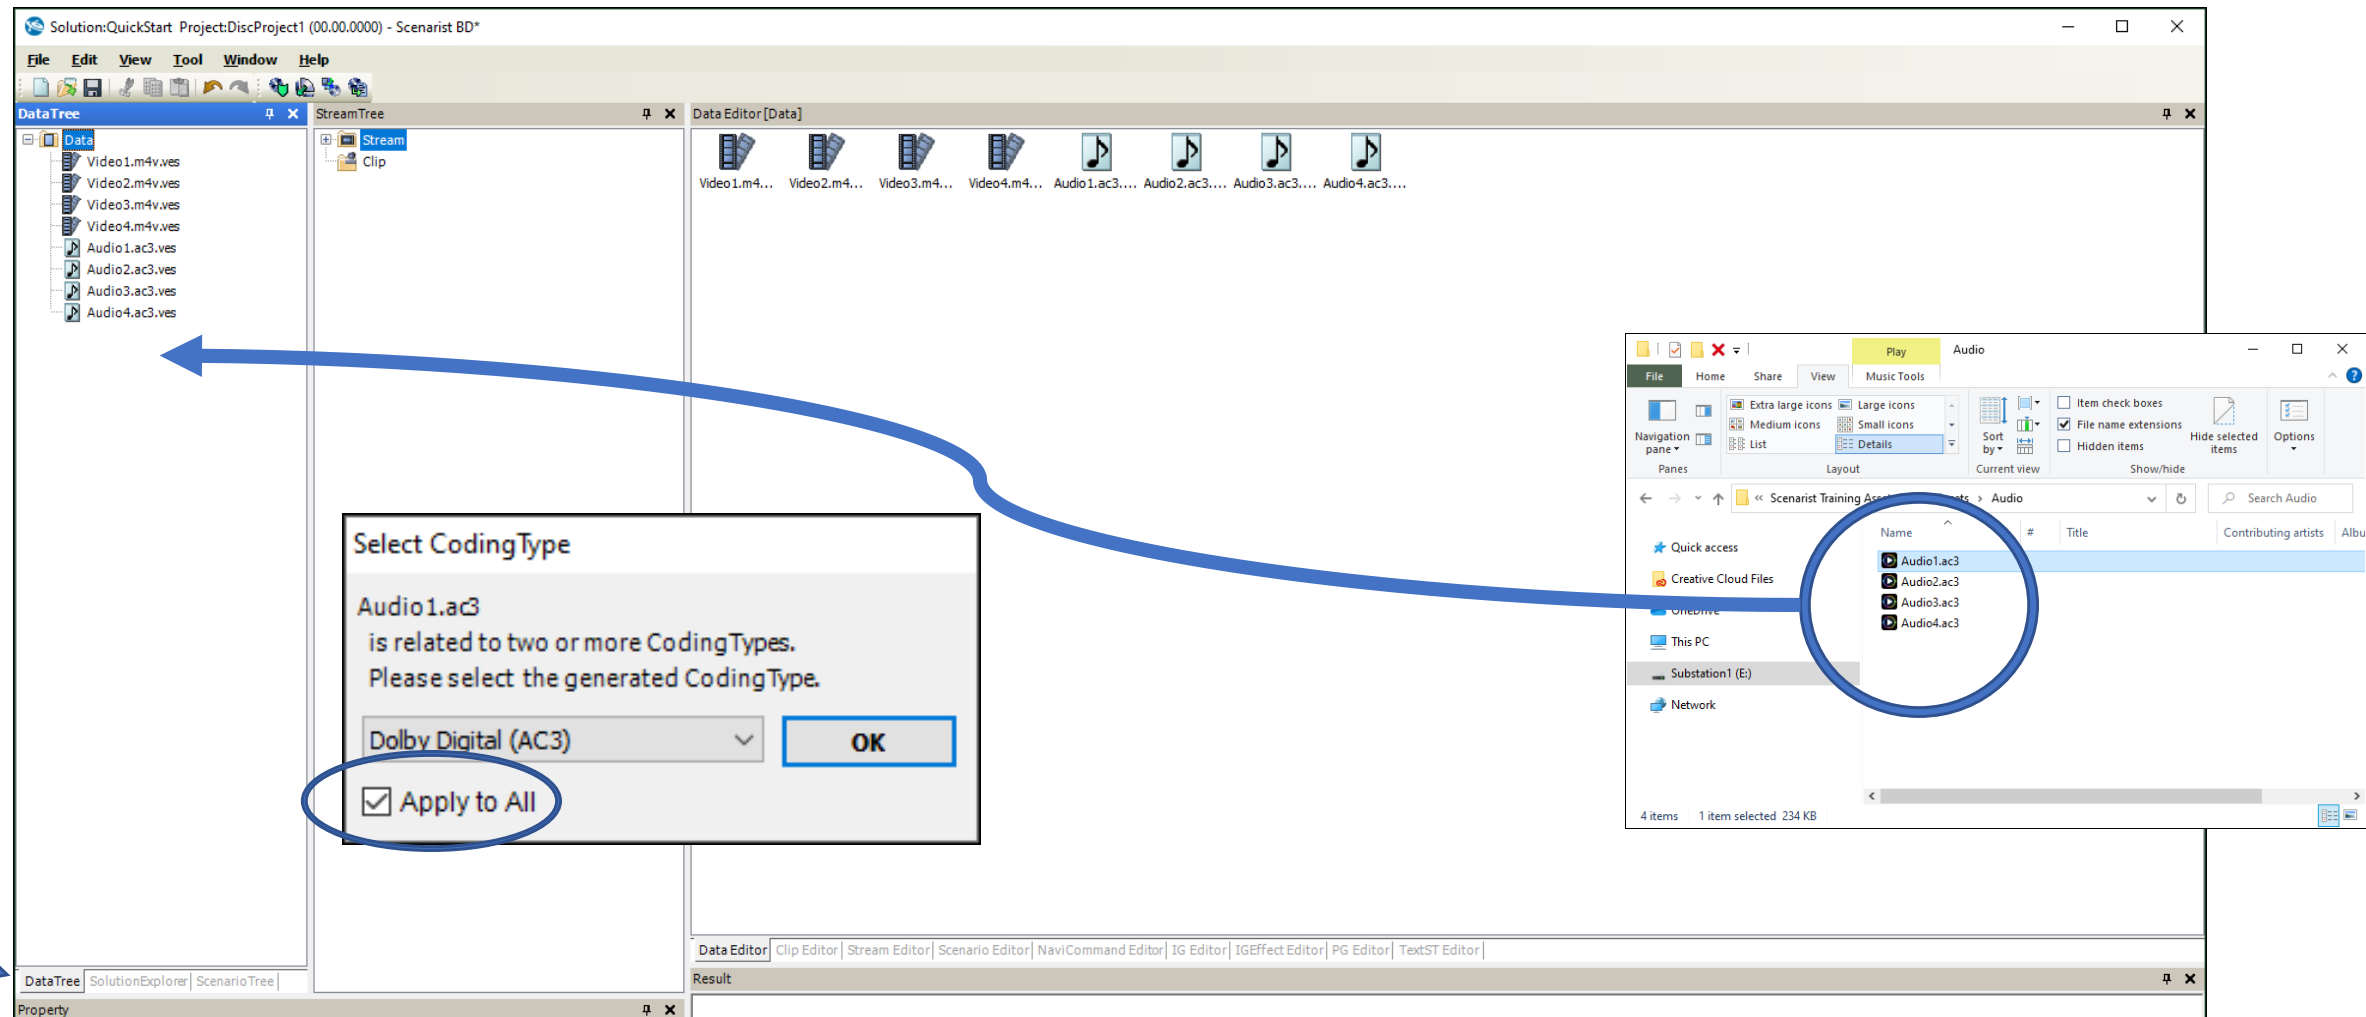 Solution:QuickStart Project:DiscProject1 (00.00.0000) - Scenarist BD*
File Edit View Tool Window Help
DataTree
StreamTree
Data Editor[Data]
Data
Video1.m4v.ves
Video2.m4v.ves
Video3.m4v.ves
Video4.m4v.ves
Audio1.ac3.ves
Audio2.ac3.ves
Audio3.ac3.ves
Audio4.ac3.ves
Stream
Clip
Video1.m4... Video2.m4... Video3.m4... Video4.m4... Audio1.ac3.... Audio2.ac3.... Audio3.ac3.... Audio4.ac3....
Select CodingType
Audio1.ac3
is related to two or more CodingTypes.
Please select the generated CodingType.
Dolby Digital (AC3)
OK
Apply to All
Play Audio
File Home Share View Music Tools
Navigation pane
Extra large icons Large icons
Medium icons Small icons
List Details
Sort by
Item check boxes
File name extensions
Hidden items
Hide selected items
Options
Panes Layout Current view Show/hide
« Scenarist Training › Audio
Search Audio
Name # Title Contributing artists Albu
Quick access
Creative Cloud Files
OneDrive
This PC
Substation1 (E:)
Network
Audio1.ac3
Audio2.ac3
Audio3.ac3
Audio4.ac3
4 items 1 item selected 234 KB
Data Editor Clip Editor Stream Editor Scenario Editor NaviCommand Editor IG Editor IGEffect Editor PG Editor TextST Editor
DataTree SolutionExplorer ScenarioTree
Result
Property